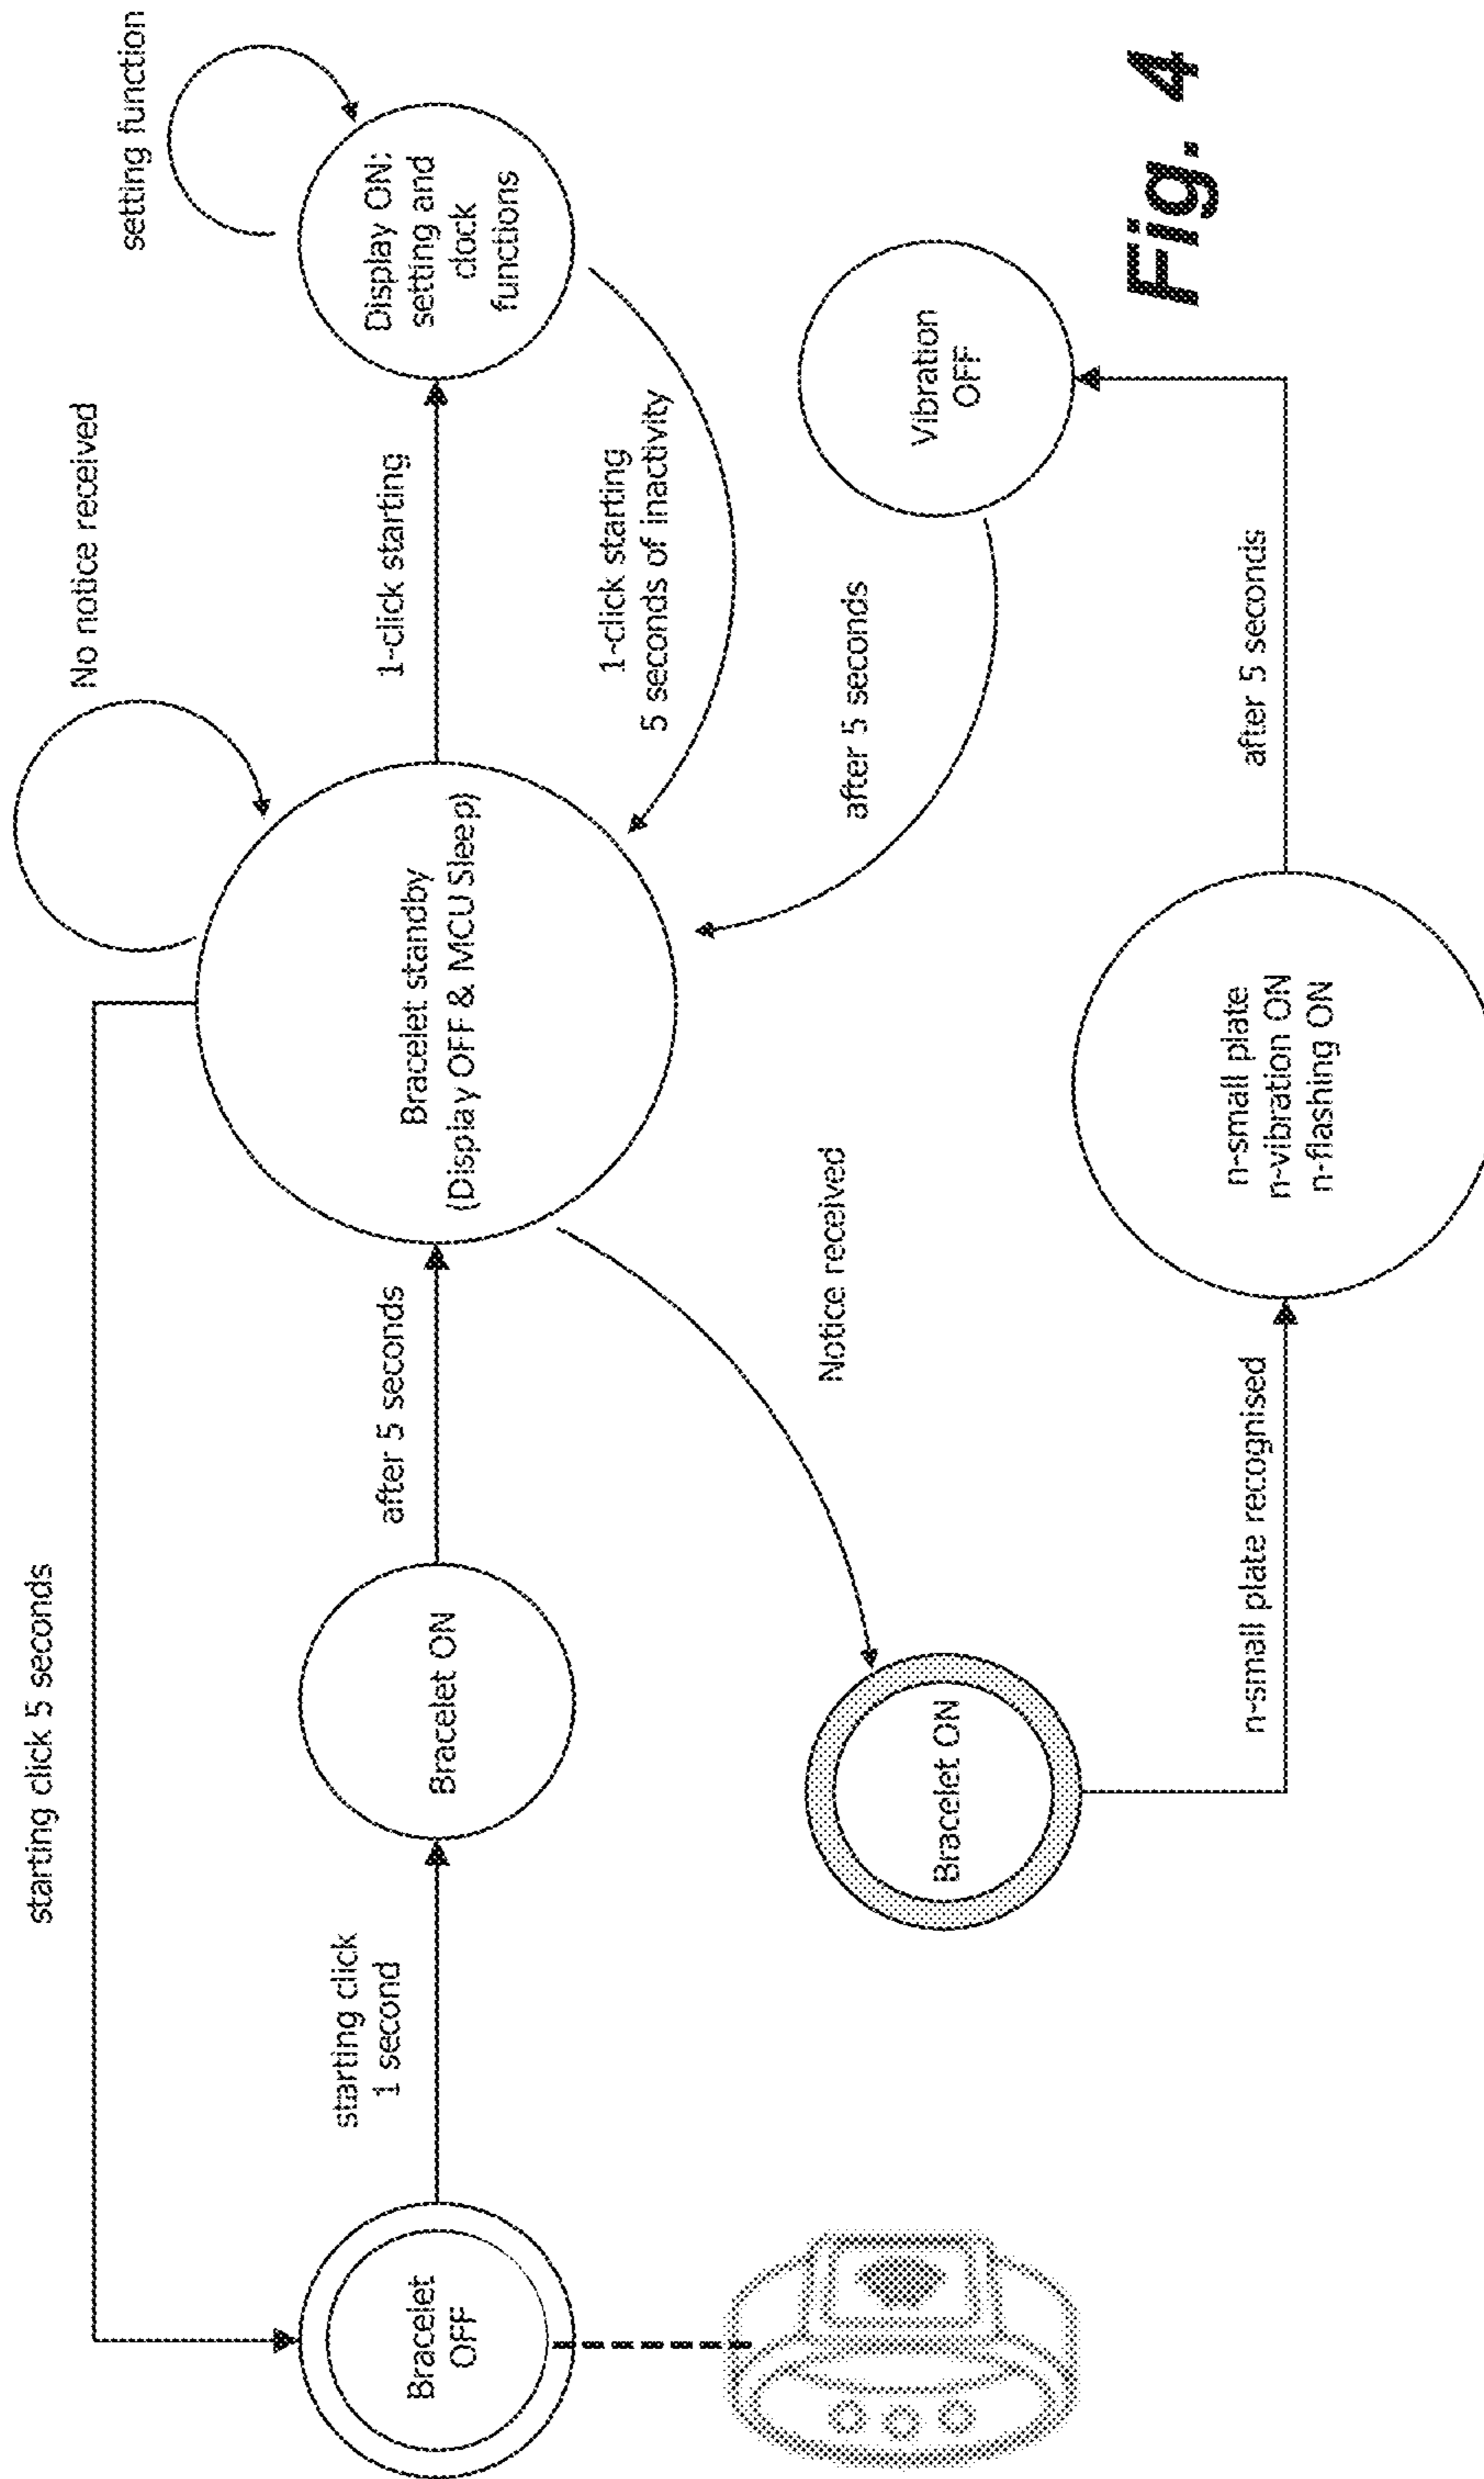 starting click 5 seconds
No notice received
setting function
Bracelet
OFF
starting click
1 second
Bracelet ON
after 5 seconds
Bracelet standby
(Display OFF & MCU Sleep)
1-click starting
Display ON:
setting and
clock
functions
1-click starting
5 seconds of inactivity
Notice received
after 5 seconds
Vibration
OFF
Bracelet ON
n-small plate recognised
n-small plate
n-vibration ON
n-flashing ON
after 5 seconds
Fig. 4